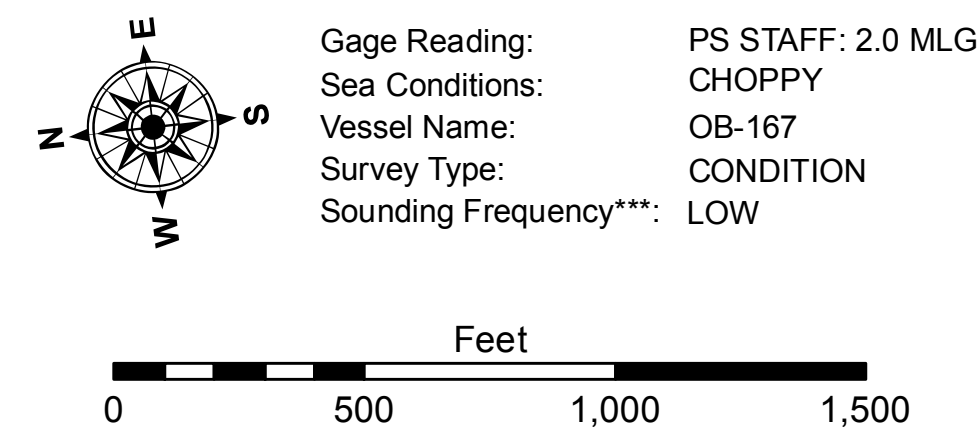 E
N
S
W
Gage Reading: PS STAFF: 2.0 MLG
Sea Conditions: CHOPPY
Vessel Name: OB-167
Survey Type: CONDITION
Sounding Frequency***: LOW
Feet
0 500 1,000 1,500